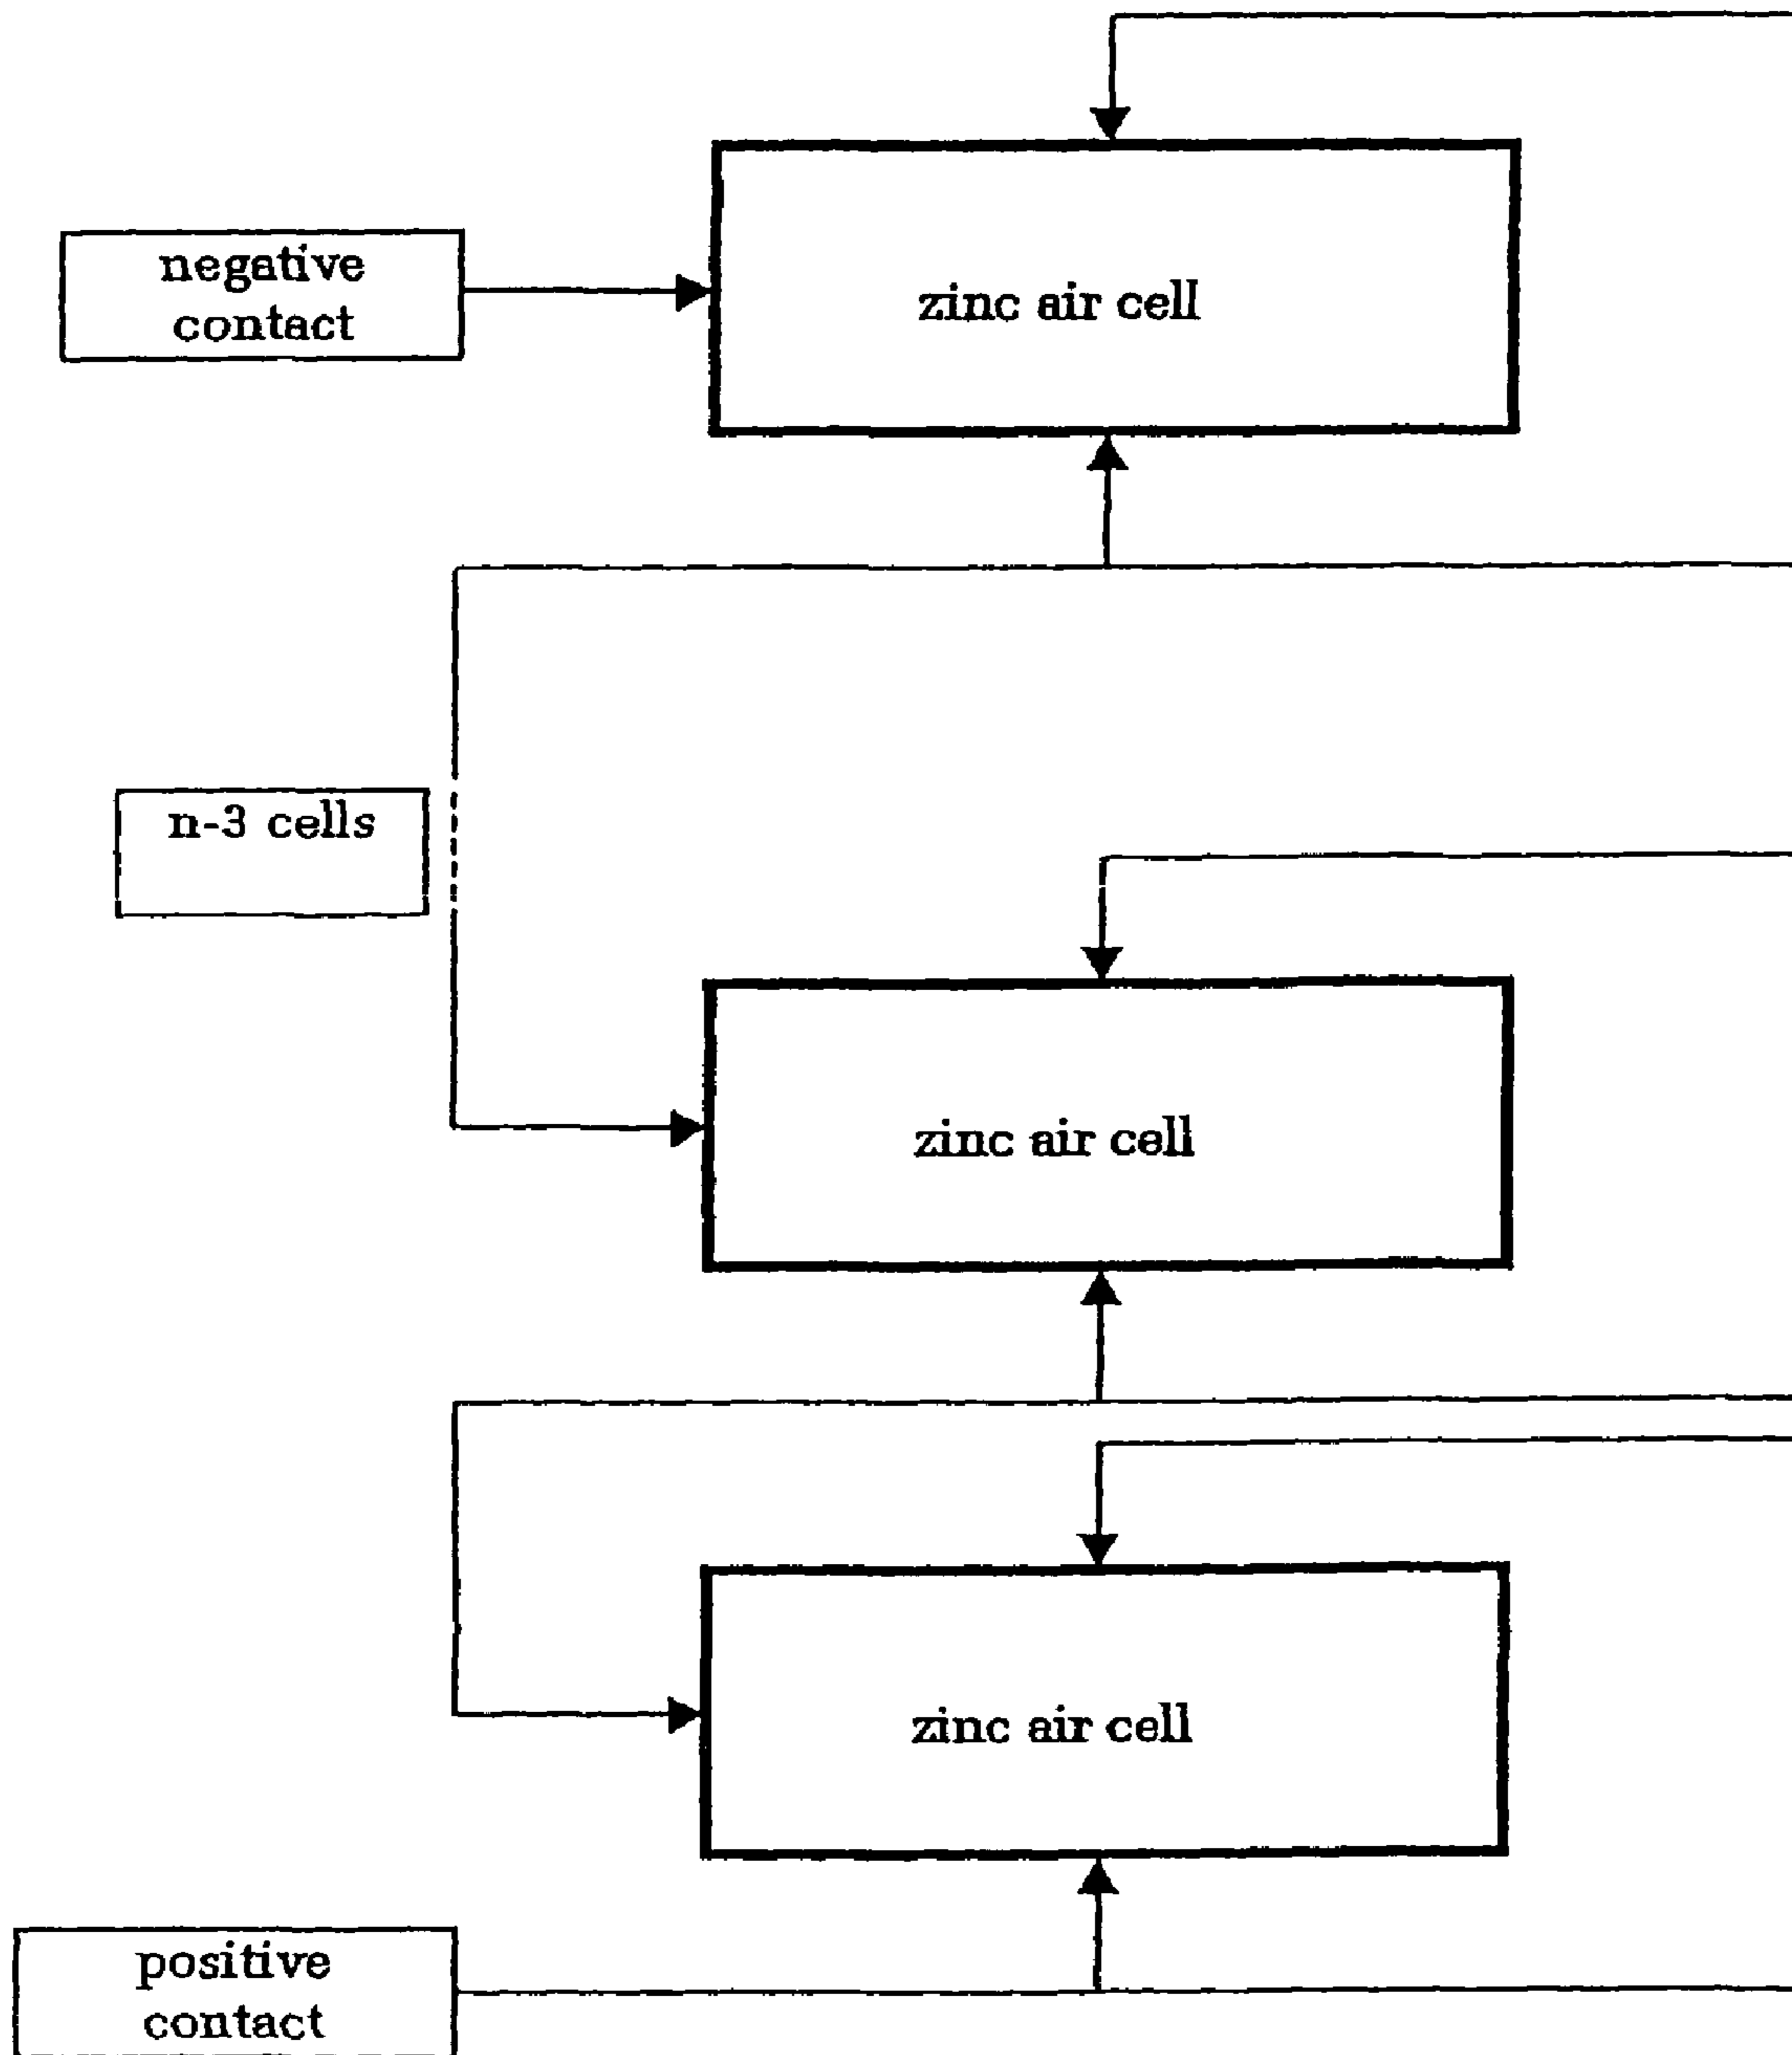 negative
contact
zinc air cell
n-3 cells
zinc air cell
zinc air cell
positive
contact